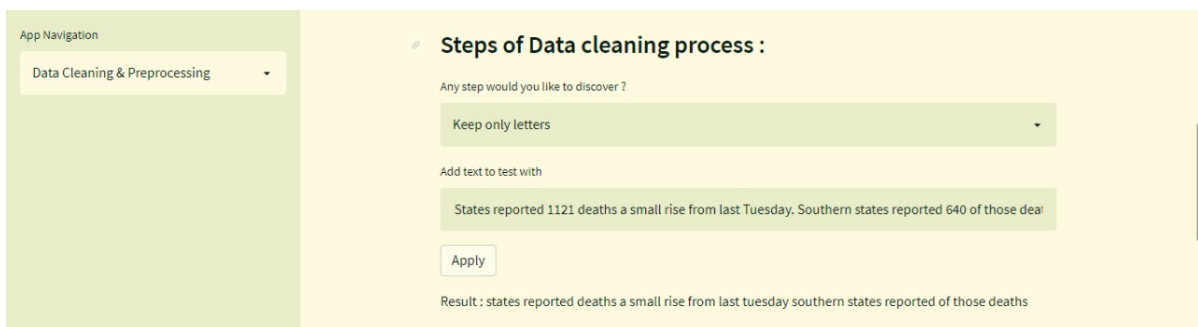 App Navigation
Data Cleaning & Preprocessing
Steps of Data cleaning process :
Any step would you like to discover ?
Keep only letters
Add text to test with
States reported 1121 deaths a small rise from last Tuesday. Southern states reported 640 of those deat
Apply
Result : states reported deaths a small rise from last tuesday southern states reported of those deaths